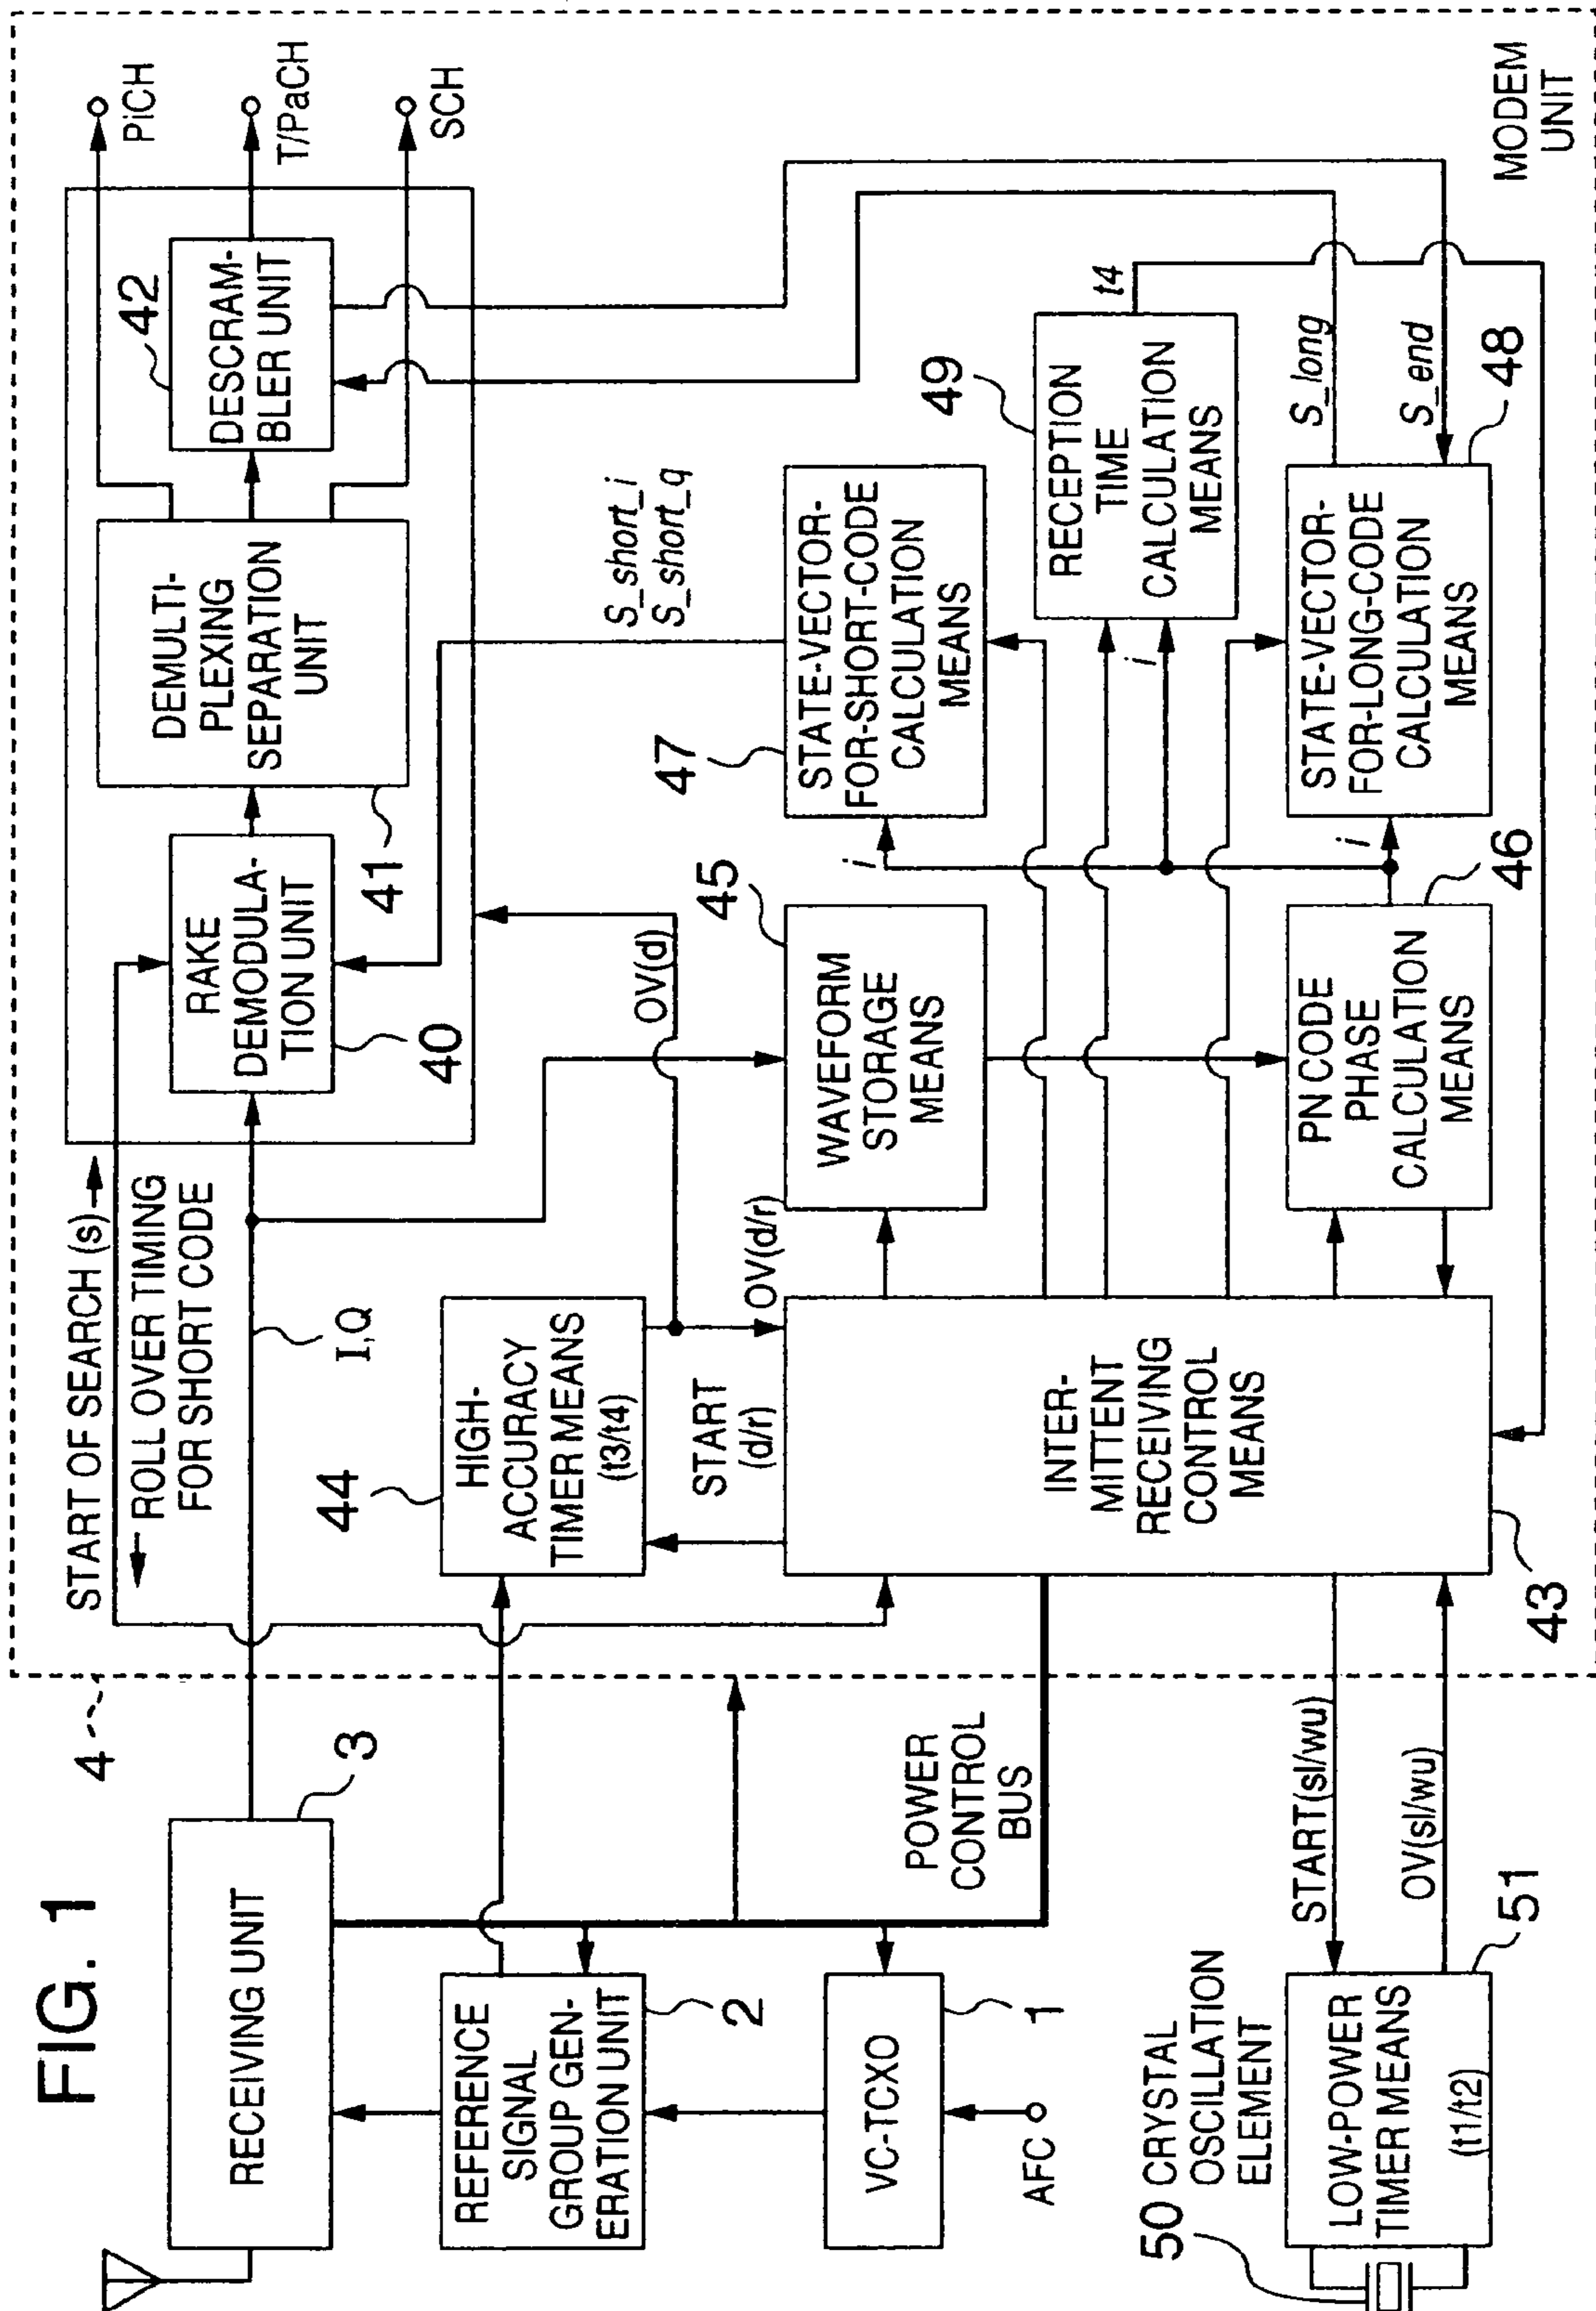 FIG. 1
4
START OF SEARCH (s)
ROLL OVER TIMING
FOR SHORT CODE
RECEIVING UNIT
3
I,Q
RAKE
DEMODULA-
TION UNIT
40
DEMULTI-
PLEXING
SEPARATION
UNIT
41
DESCRAM-
BLER UNIT
42
PiCH
T/PaCH
SCH
REFERENCE
SIGNAL
GROUP GEN-
ERATION UNIT
2
44
HIGH-
ACCURACY
TIMER MEANS
(t3/t4)
OV(d)
START
(d/r)
OV(d/r)
S_short_i
S_short_q
VC-TCXO
1
AFC
POWER
CONTROL
BUS
INTER-
MITTENT
RECEIVING
CONTROL
MEANS
43
45
WAVEFORM
STORAGE
MEANS
47
STATE-VECTOR-
FOR-SHORT-CODE
CALCULATION
MEANS
i
49
RECEPTION
TIME
CALCULATION
MEANS
i
t4
PN CODE
PHASE
CALCULATION
MEANS
46
i
STATE-VECTOR-
FOR-LONG-CODE
CALCULATION
MEANS
48
S_long
S_end
50 CRYSTAL
OSCILLATION
ELEMENT
LOW-POWER
TIMER MEANS
(t1/t2)
51
START(sl/wu)
OV(sl/wu)
MODEM
UNIT